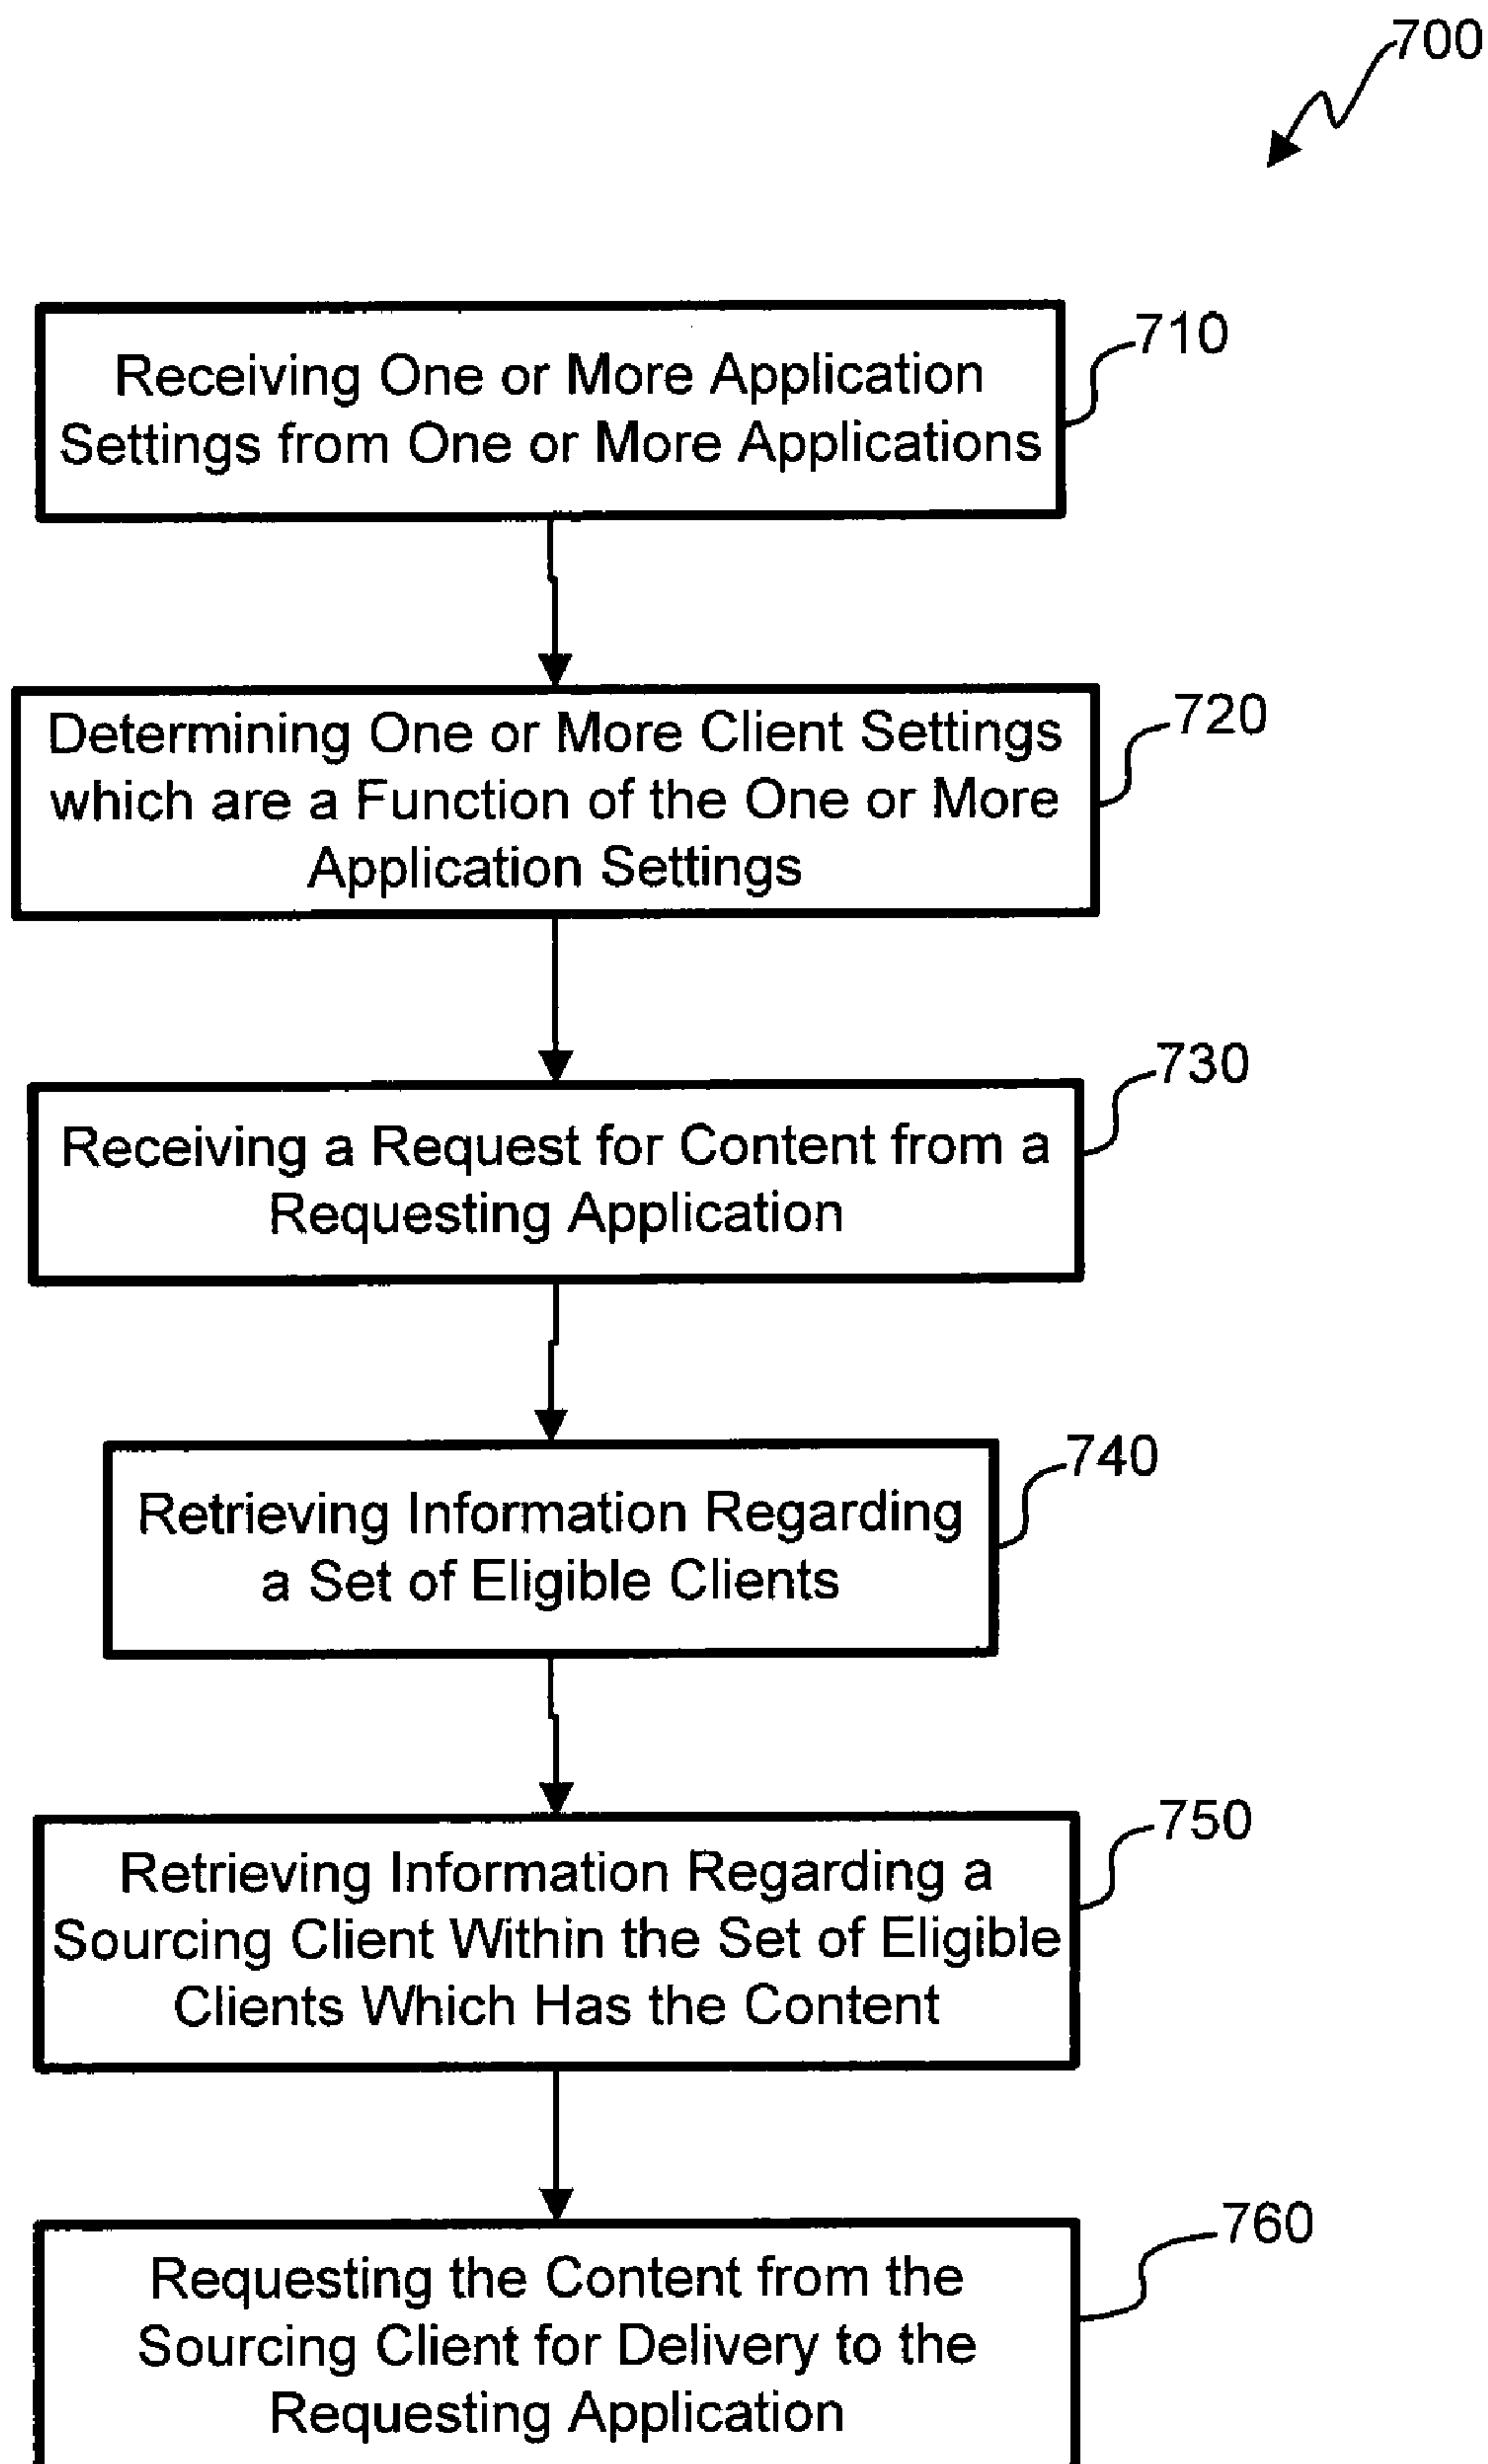 700
710
Receiving One or More Application
Settings from One or More Applications
720
Determining One or More Client Settings
which are a Function of the One or More
Application Settings
730
Receiving a Request for Content from a
Requesting Application
740
Retrieving Information Regarding
a Set of Eligible Clients
750
Retrieving Information Regarding a
Sourcing Client Within the Set of Eligible
Clients Which Has the Content
760
Requesting the Content from the
Sourcing Client for Delivery to the
Requesting Application